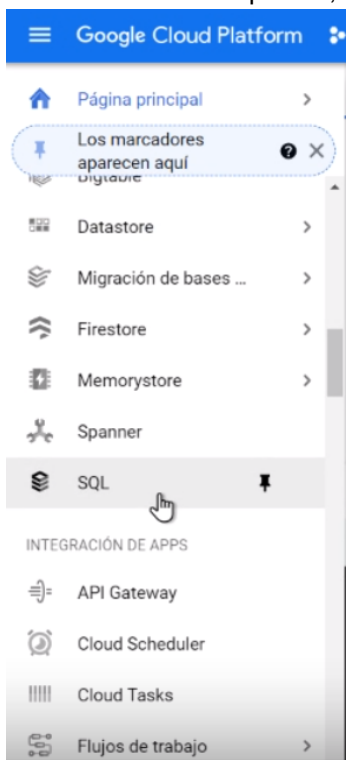 Google Cloud Platform
Página principal
Los marcadores
aparecen aquí
Bigtable
Datastore
Migración de bases ...
Firestore
Memorystore
Spanner
SQL
INTEGRACIÓN DE APPS
API Gateway
Cloud Scheduler
Cloud Tasks
Flujos de trabajo